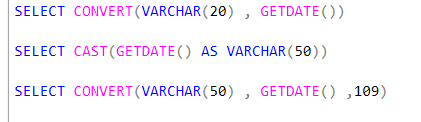 SELECT CONVERT(VARCHAR(20) , GETDATE())
SELECT CAST(GETDATE() AS VARCHAR(50))
SELECT CONVERT(VARCHAR(50) , GETDATE() ,109)